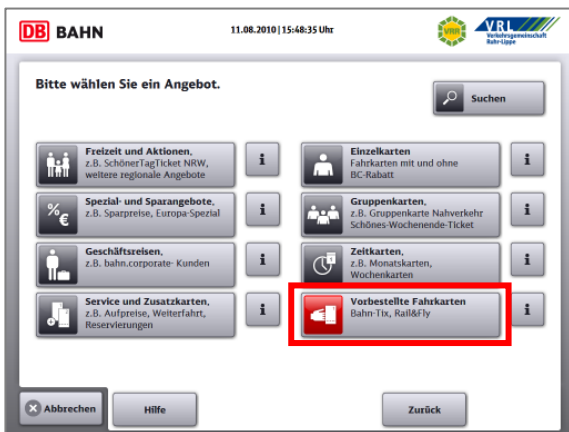 DB BAHN
11.08.2010 | 15:48:35 Uhr
VRR
VRL
Verkehrsgemeinschaft
Ruhr-Lippe
Bitte wählen Sie ein Angebot.
Suchen
Freizeit und Aktionen,
z.B. SchönerTagTicket NRW,
weitere regionale Angebote
i
Einzelkarten
Fahrkarten mit und ohne
BC-Rabatt
i
%€
Spezial- und Sparangebote,
z.B. Sparpreise, Europa-Spezial
i
Gruppenkarten,
z.B. Gruppenkarte Nahverkehr
Schönes-Wochenende-Ticket
i
Geschäftsreisen,
z.B. bahn.corporate- Kunden
i
Zeitkarten,
z.B. Monatskarten,
Wochenkarten
i
Service und Zusatzkarten,
z.B. Aufpreise, Weiterfahrt,
Reservierungen
i
Vorbestellte Fahrkarten
Bahn-Tix, Rail&Fly
i
Abbrechen
Hilfe
Zurück